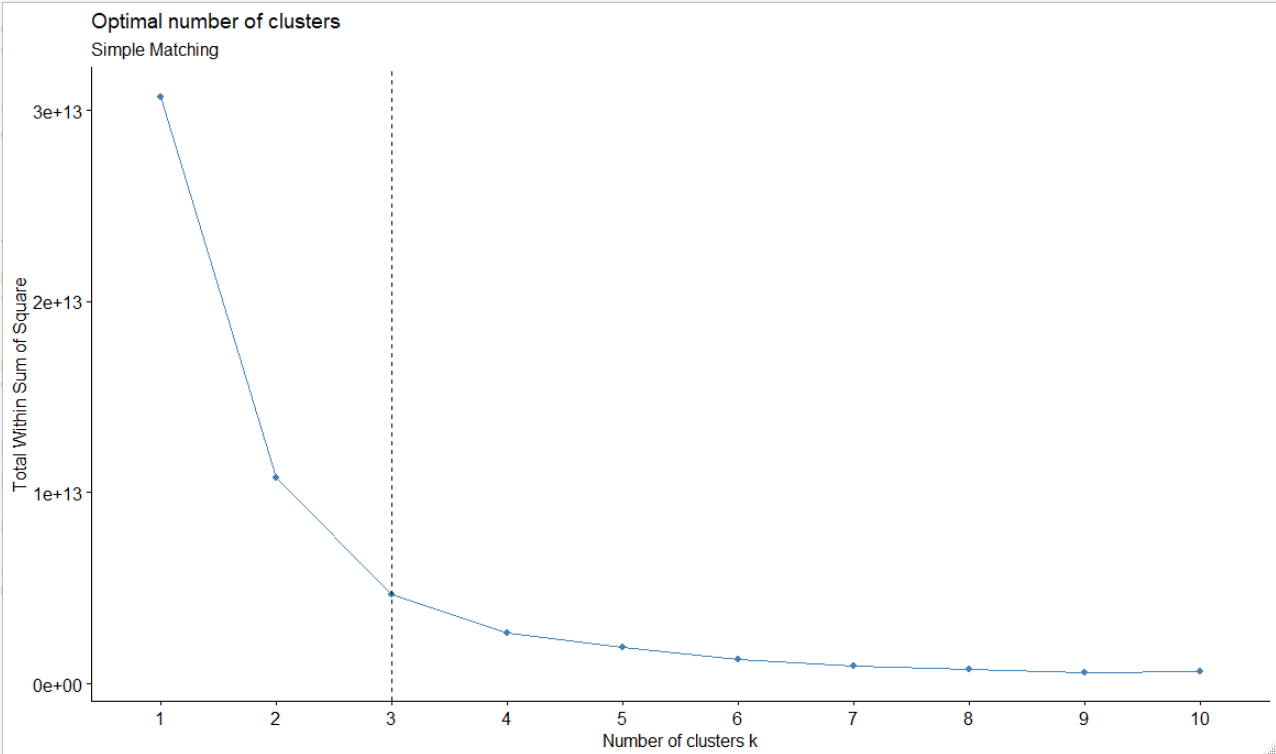 Optimal number of clusters
Simple Matching
3e+13
2e+13
1e+13
0e+00
Total Within Sum of Square
1 2 3 4 5 6 7 8 9 10
Number of clusters k